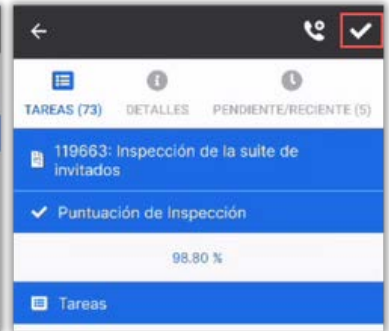 TAREAS (73) DETALLES PENDIENTE/RECIENTE (5)
119663: Inspección de la suite de
invitados
Puntuación de Inspección
98.80 %
Tareas